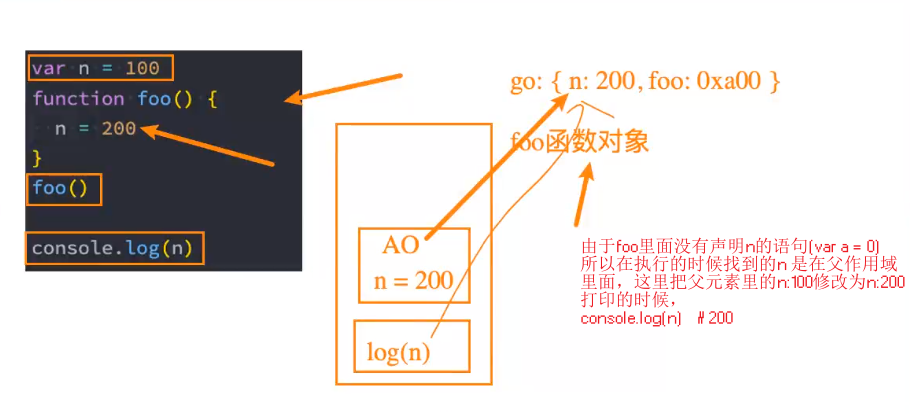 var n = 100
function foo() {
n = 200
}
foo()
console.log(n)
go: { n: 200, foo: 0xa00 }
foo函数对象
AO
n = 200
log(n)
由于foo里面没有声明n的语句(var a = 0)
所以在执行的时候找到的n 是在父作用域
里面，这里把父元素里的n:100修改为n:200
打印的时候，
console.log(n) # 200